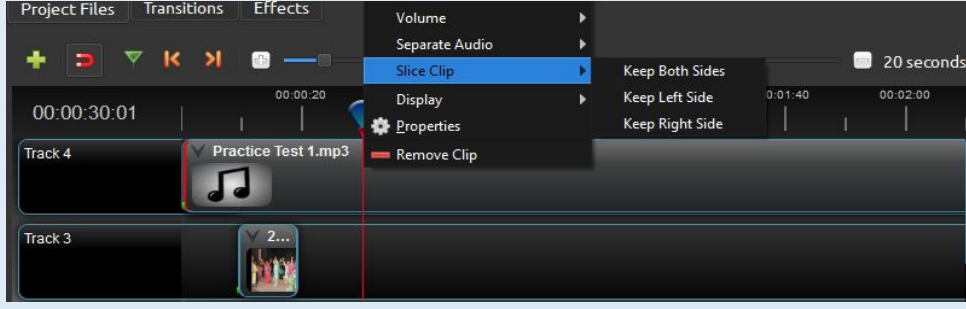 Project Files Transitions Effects
Volume
Separate Audio
Slice Clip
Keep Both Sides
Keep Left Side
Keep Right Side
Display
Properties
Remove Clip
20 seconds
00:00:30:01
00:00:20
0:01:40
00:02:00
Track 4
Practice Test 1.mp3
Track 3
2...